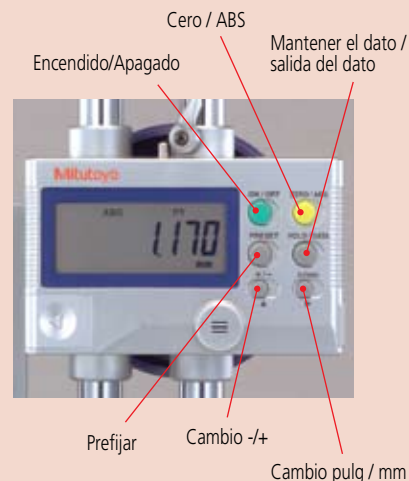 Cero / ABS
Mantener el dato /
salida del dato
Encendido/Apagado
Mitutoyo
ON / OFF
ZERO / ABS
ABS
P1
1.170
mm
PRESET
HOLD / DATA
+ / −
Prefijar
Cambio -/+
Cambio pulg / mm